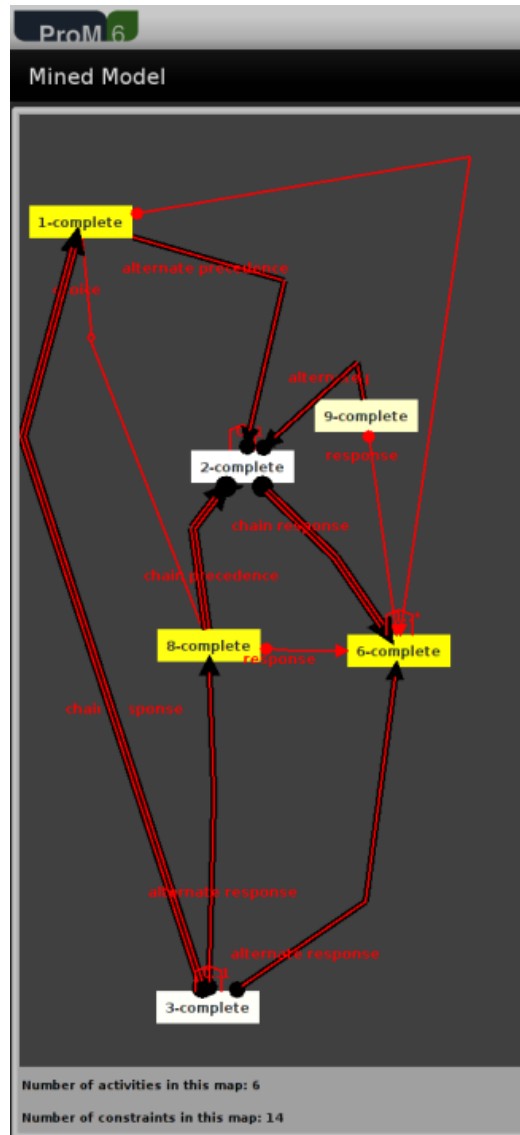 ProM 6
Mined Model
1-complete
alternate precedence
9-complete
response
2-complete
chain response
chain precedence
8-complete
response
6-complete
alternate response
alternate response
3-complete
Number of activities in this map: 6
Number of constraints in this map: 14